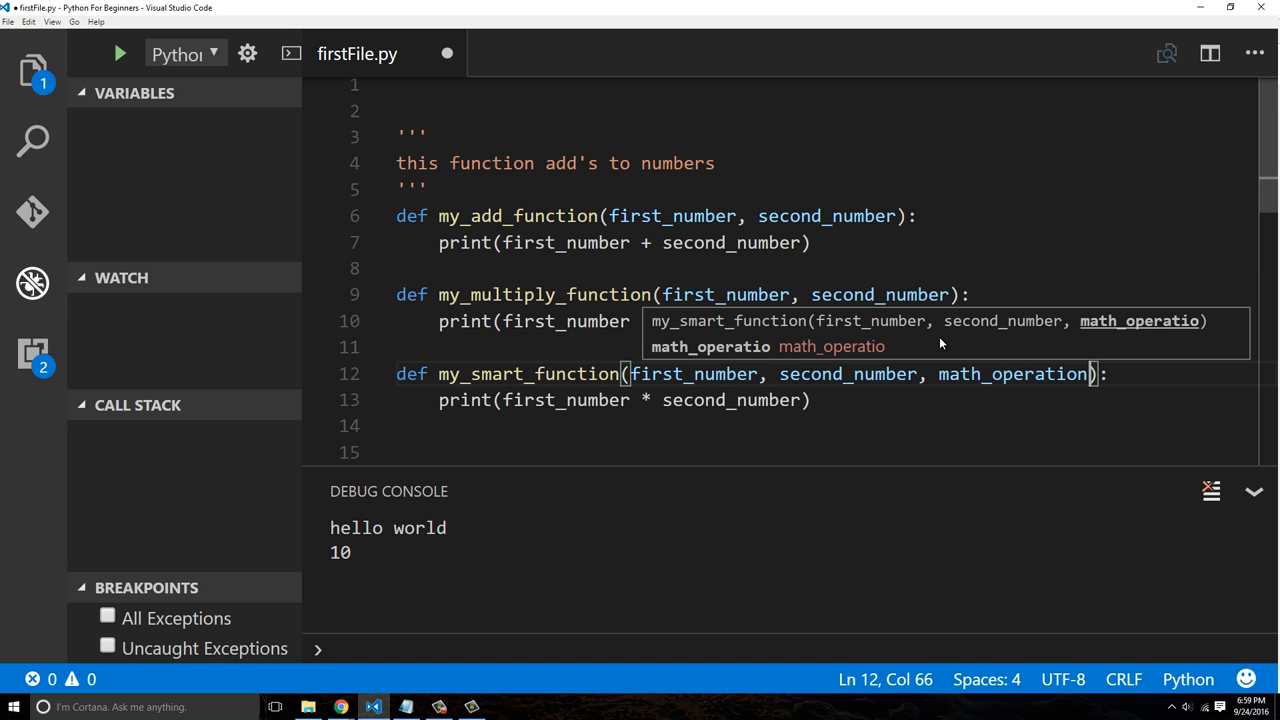 ● firstFile.py - Python For Beginners - Visual Studio Code
File Edit View Go Help
1
Python
firstFile.py
VARIABLES
WATCH
2
CALL STACK
BREAKPOINTS
All Exceptions
Uncaught Exceptions
1
2
3 '''
4 this function add's to numbers
5 '''
6 def my_add_function(first_number, second_number):
7 print(first_number + second_number)
8
9 def my_multiply_function(first_number, second_number):
10 print(first_number
my_smart_function(first_number, second_number, math_operatio)
11
math_operatio math_operatio
12 def my_smart_function(first_number, second_number, math_operation):
13 print(first_number * second_number)
14
15
DEBUG CONSOLE
hello world
10
0 0
Ln 12, Col 66 Spaces: 4 UTF-8 CRLF Python
I'm Cortana. Ask me anything.
6:59 PM
9/24/2016